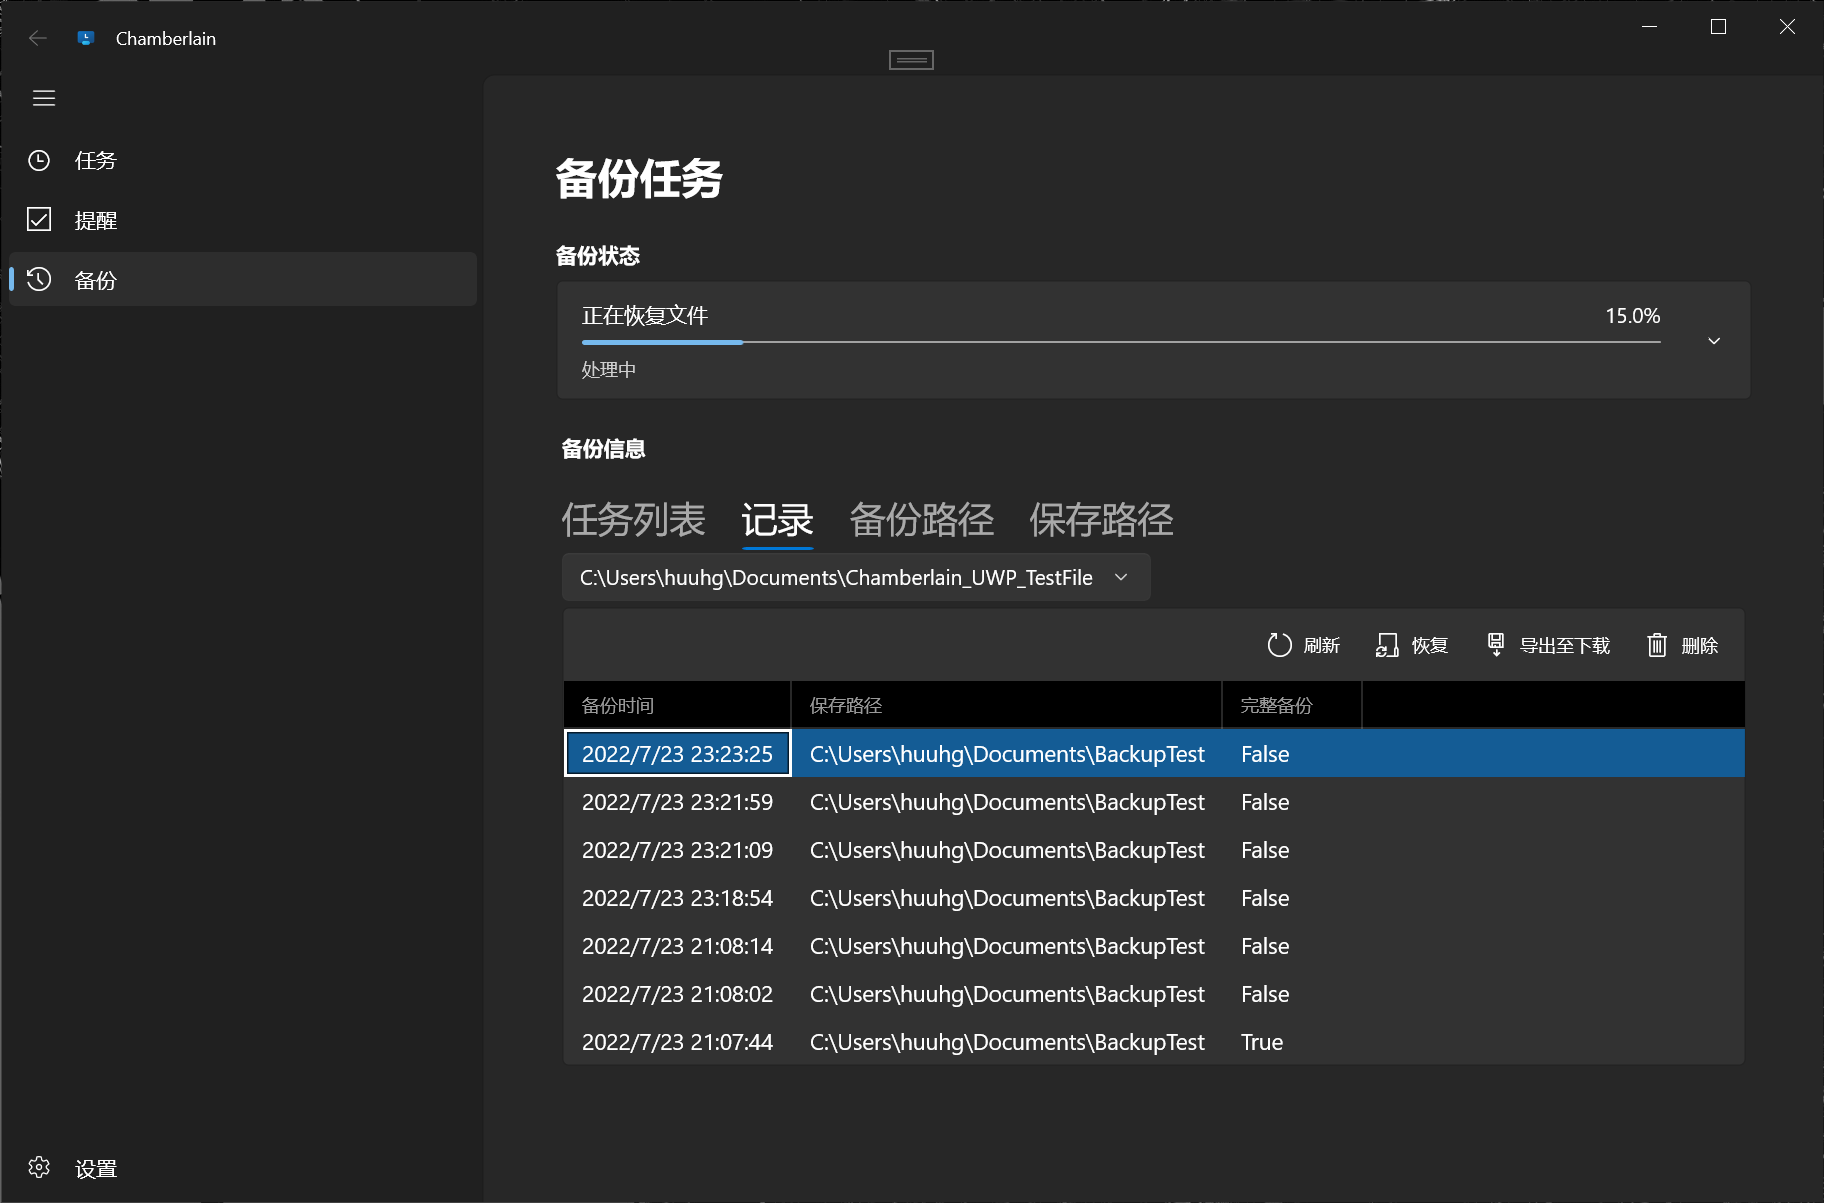 Chamberlain
任务
提醒
备份
备份任务
备份状态
正在恢复文件 15.0%
处理中
备份信息
任务列表 记录 备份路径 保存路径
C:\Users\huuhg\Documents\Chamberlain_UWP_TestFile
刷新 恢复 导出至下载 删除
备份时间 保存路径 完整备份
2022/7/23 23:23:25 C:\Users\huuhg\Documents\BackupTest False
2022/7/23 23:21:59 C:\Users\huuhg\Documents\BackupTest False
2022/7/23 23:21:09 C:\Users\huuhg\Documents\BackupTest False
2022/7/23 23:18:54 C:\Users\huuhg\Documents\BackupTest False
2022/7/23 21:08:14 C:\Users\huuhg\Documents\BackupTest False
2022/7/23 21:08:02 C:\Users\huuhg\Documents\BackupTest False
2022/7/23 21:07:44 C:\Users\huuhg\Documents\BackupTest True
设置